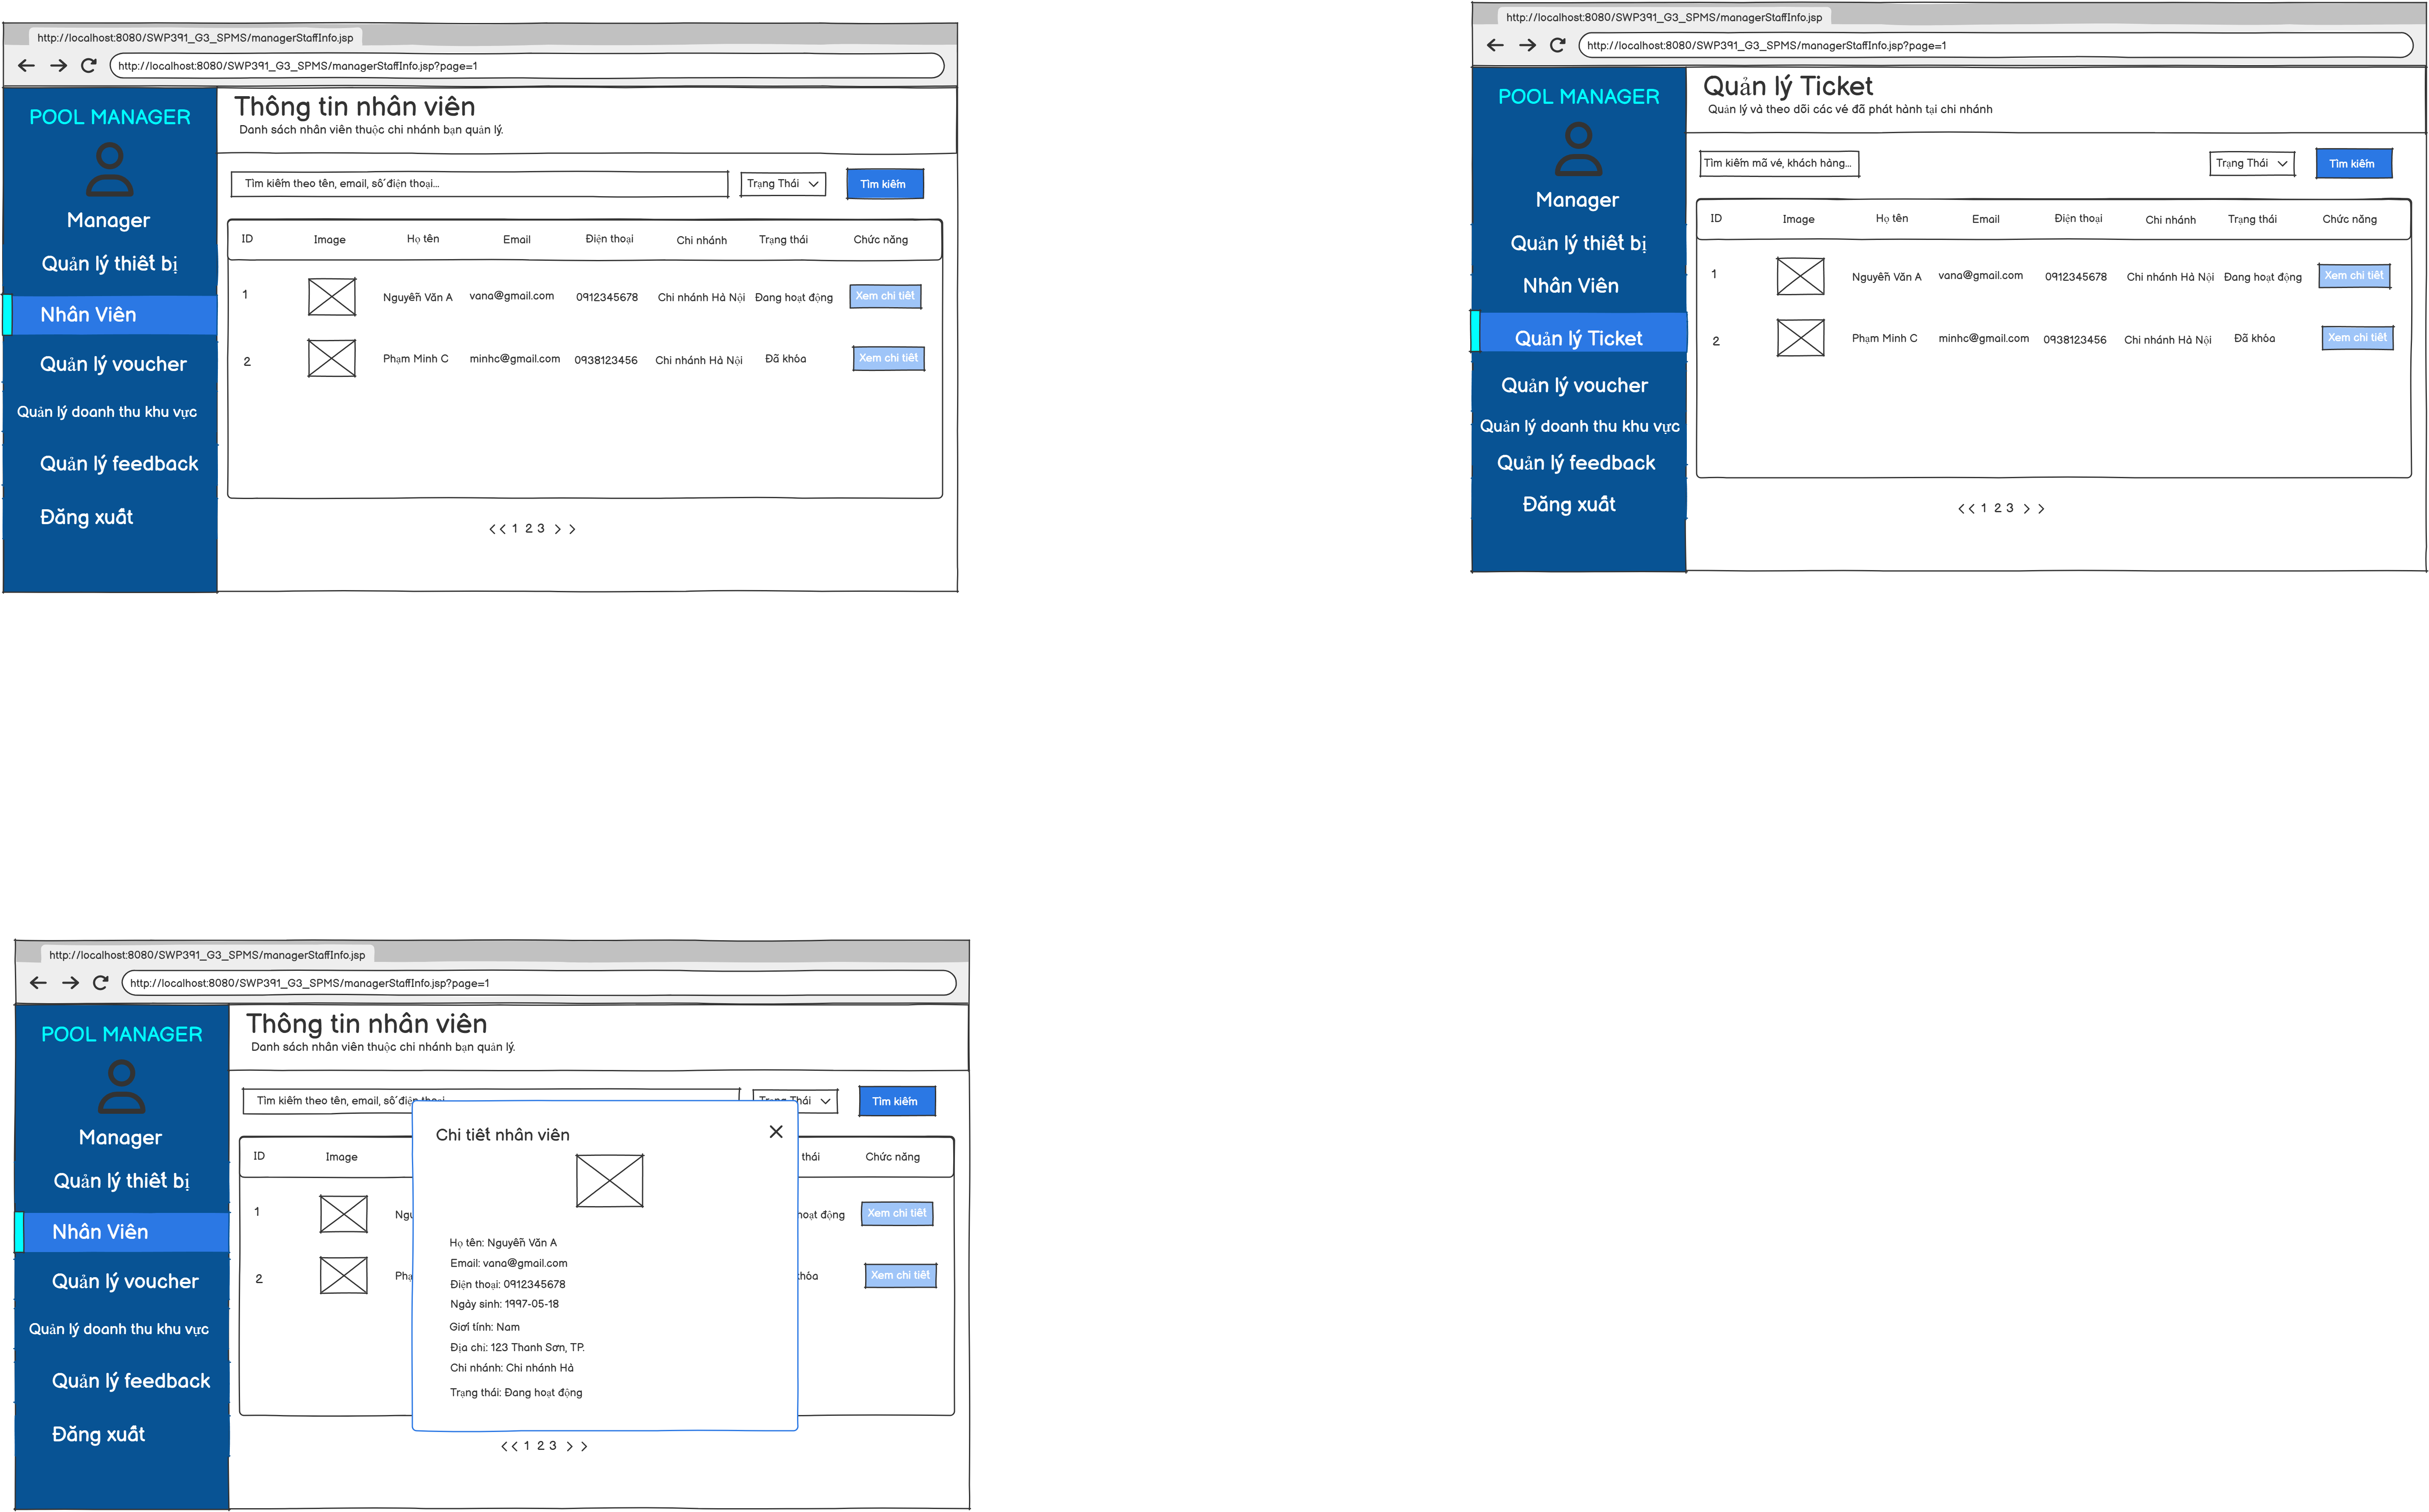 http://localhost:8080/SWP391_G3_SPMS/managerStaffInfo.jsp
http://localhost:8080/SWP391_G3_SPMS/managerStaffInfo.jsp?page=1
POOL MANAGER
Manager
Quản lý thiết bị
Nhân Viên
Quản lý voucher
Quản lý doanh thu khu vực
Quản lý feedback
Đăng xuất
Thông tin nhân viên
Danh sách nhân viên thuộc chi nhánh bạn quản lý.
Tìm kiếm theo tên, email, số điện thoại... Trạng Thái Tìm kiếm
ID Image Họ tên Email Điện thoại Chi nhánh Trạng thái Chức năng
1 Nguyễn Văn A vana@gmail.com 0912345678 Chi nhánh Hà Nội Đang hoạt động Xem chi tiết
2 Phạm Minh C minhc@gmail.com 0938123456 Chi nhánh Hà Nội Đã khóa Xem chi tiết
<< 1 2 3 > >
http://localhost:8080/SWP391_G3_SPMS/managerStaffInfo.jsp
http://localhost:8080/SWP391_G3_SPMS/managerStaffInfo.jsp?page=1
POOL MANAGER
Manager
Quản lý thiết bị
Nhân Viên
Quản lý Ticket
Quản lý voucher
Quản lý doanh thu khu vực
Quản lý feedback
Đăng xuất
Quản lý Ticket
Quản lý và theo dõi các vé đã phát hành tại chi nhánh
Tìm kiếm mã vé, khách hàng... Trạng Thái Tìm kiếm
ID Image Họ tên Email Điện thoại Chi nhánh Trạng thái Chức năng
1 Nguyễn Văn A vana@gmail.com 0912345678 Chi nhánh Hà Nội Đang hoạt động Xem chi tiết
2 Phạm Minh C minhc@gmail.com 0938123456 Chi nhánh Hà Nội Đã khóa Xem chi tiết
<< 1 2 3 > >
http://localhost:8080/SWP391_G3_SPMS/managerStaffInfo.jsp
http://localhost:8080/SWP391_G3_SPMS/managerStaffInfo.jsp?page=1
POOL MANAGER
Manager
Quản lý thiết bị
Nhân Viên
Quản lý voucher
Quản lý doanh thu khu vực
Quản lý feedback
Đăng xuất
Thông tin nhân viên
Danh sách nhân viên thuộc chi nhánh bạn quản lý.
Tìm kiếm theo tên, email, số Tìm kiếm
ID Image thái Chức năng
1 động Xem chi tiết
2 Xem chi tiết
Chi tiết nhân viên
Họ tên: Nguyễn Văn A
Email: vana@gmail.com
Điện thoại: 0912345678
Ngày sinh: 1997-05-18
Giới tính: Nam
Địa chỉ: 123 Thanh Sơn, TP.
Chi nhánh: Chi nhánh Hà
Trạng thái: Đang hoạt động
<< 1 2 3 > >